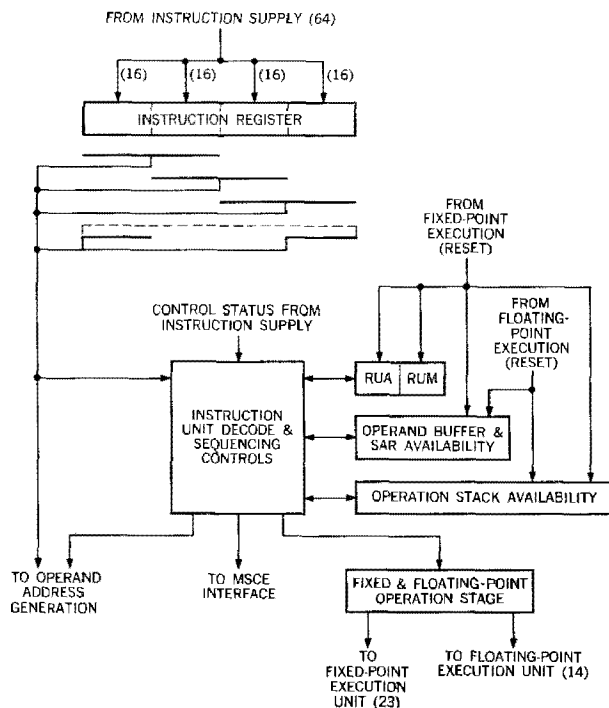 FROM INSTRUCTION SUPPLY (64)
(16) (16) (16) (16)
INSTRUCTION REGISTER
FROM
FIXED-POINT
EXECUTION
(RESET)
FROM
FLOATING-
POINT
EXECUTION
(RESET)
CONTROL STATUS FROM
INSTRUCTION SUPPLY
RUA RUM
INSTRUCTION
UNIT DECODE &
SEQUENCING
CONTROLS
OPERAND BUFFER &
SAR AVAILABILITY
OPERATION STACK AVAILABILITY
TO OPERAND
ADDRESS
GENERATION
TO MSCE
INTERFACE
FIXED & FLOATING-POINT
OPERATION STAGE
TO
FIXED-POINT
EXECUTION
UNIT (23)
TO FLOATING-POINT
EXECUTION UNIT (14)